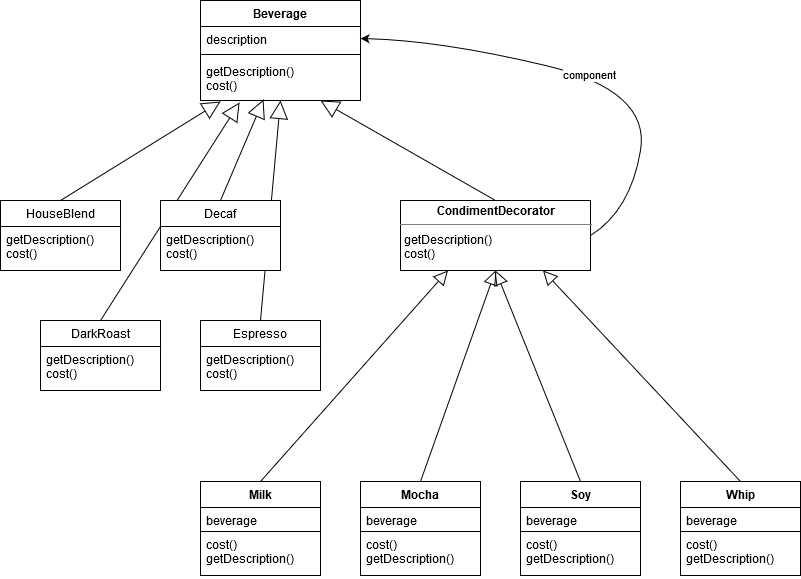 Beverage
description
getDescription()
cost()
component
HouseBlend
getDescription()
cost()
Decaf
getDescription()
cost()
CondimentDecorator
getDescription()
cost()
DarkRoast
getDescription()
cost()
Espresso
getDescription()
cost()
Milk
beverage
cost()
getDescription()
Mocha
beverage
cost()
getDescription()
Soy
beverage
cost()
getDescription()
Whip
beverage
cost()
getDescription()